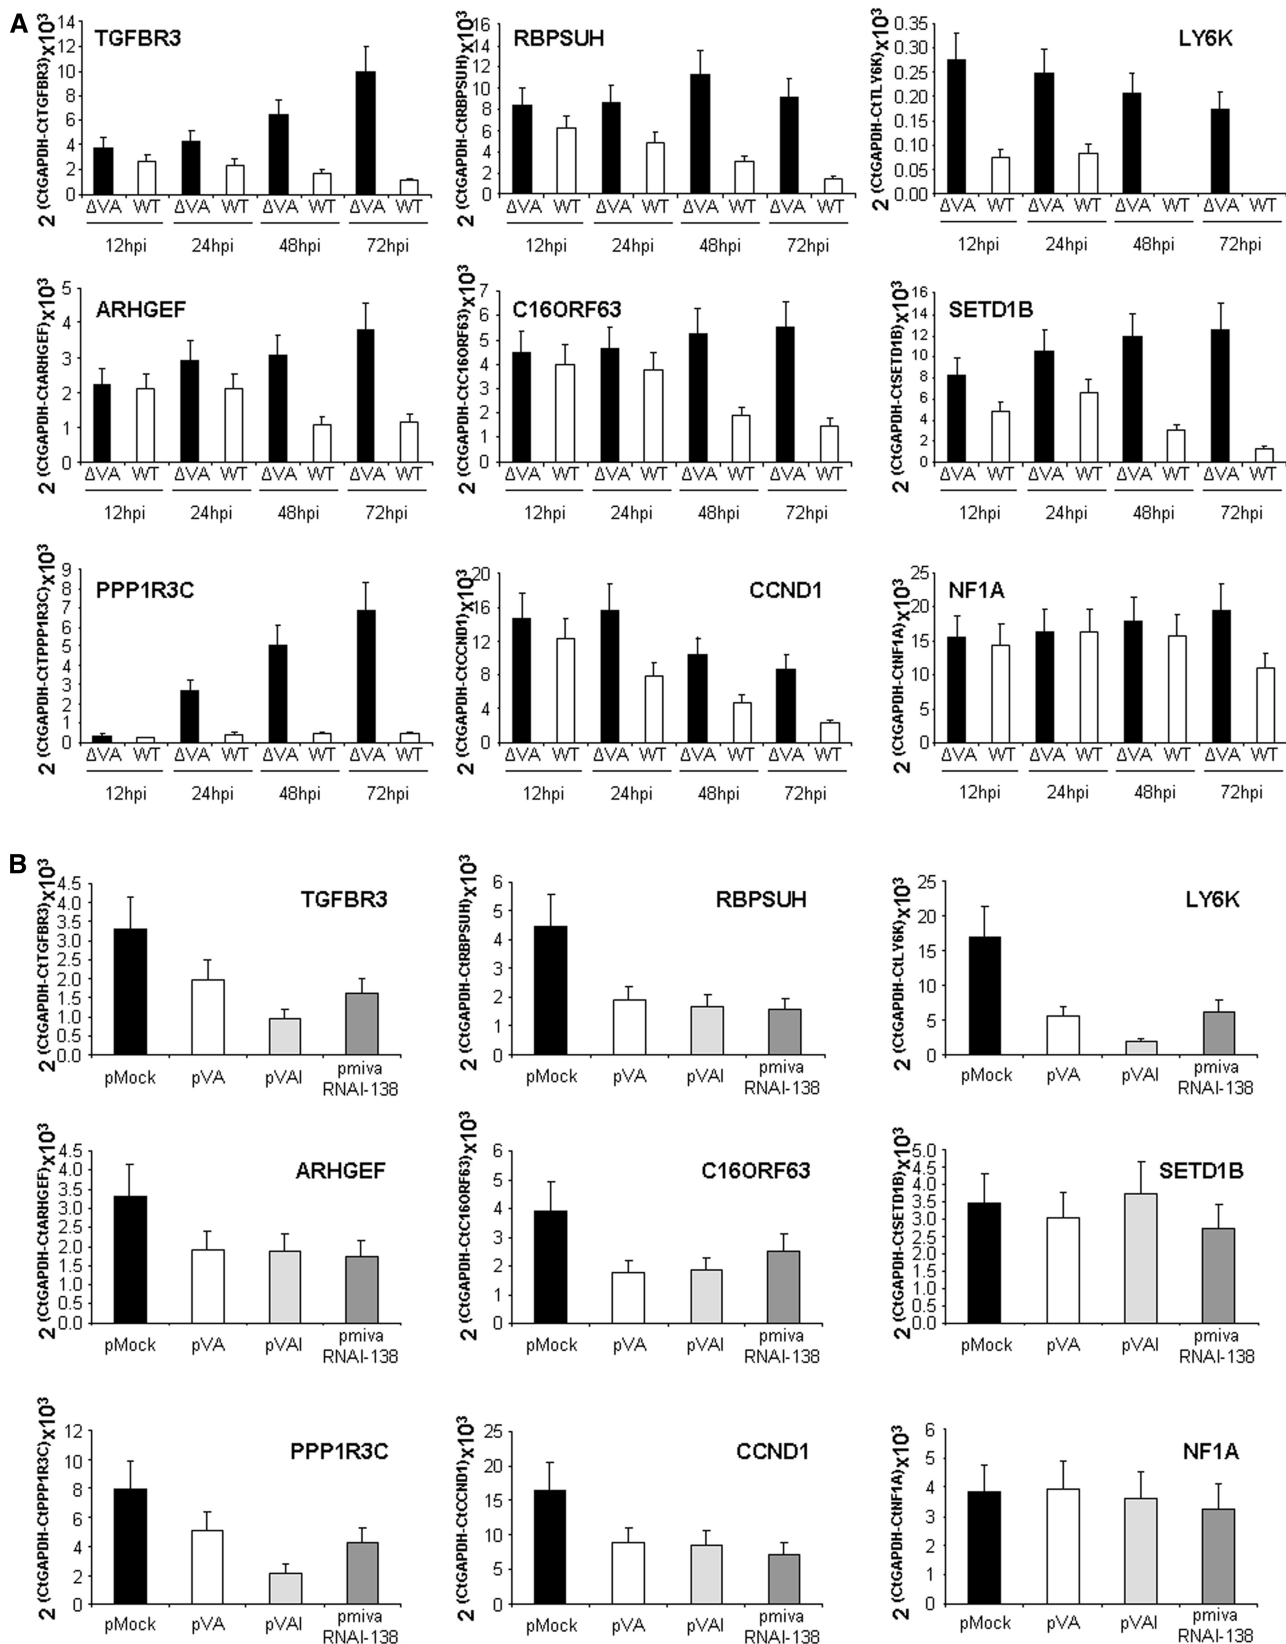 A
2(CtGAPDH-CtTGFBR3)x103
TGFBR3
14
12
10
8
6
4
2
0
ΔVA WT ΔVA WT ΔVA WT ΔVA WT
12hpi 24hpi 48hpi 72hpi
2(CtGAPDH-CtRBPSUH)x103
RBPSUH
16
14
12
10
8
6
4
2
0
ΔVA WT ΔVA WT ΔVA WT ΔVA WT
12hpi 24hpi 48hpi 72hpi
2(CtGAPDH-CtTLY6K)x103
LY6K
0.35
0.30
0.25
0.20
0.15
0.10
0.05
0.00
ΔVA WT ΔVA WT ΔVA WT ΔVA WT
12hpi 24hpi 48hpi 72hpi
2(CtGAPDH-CtARHGEF)x103
ARHGEF
5
4
3
2
1
0
ΔVA WT ΔVA WT ΔVA WT ΔVA WT
12hpi 24hpi 48hpi 72hpi
2(CtGAPDH-CtC16ORF63)x103
C16ORF63
7
6
5
4
3
2
1
0
ΔVA WT ΔVA WT ΔVA WT ΔVA WT
12hpi 24hpi 48hpi 72hpi
2(CtGAPDH-CtSETD1B)x103
SETD1B
16
14
12
10
8
6
4
2
0
ΔVA WT ΔVA WT ΔVA WT ΔVA WT
12hpi 24hpi 48hpi 72hpi
2(CtGAPDH-CtTPPP1R3C)x103
PPP1R3C
9
8
7
6
5
4
3
2
1
0
ΔVA WT ΔVA WT ΔVA WT ΔVA WT
12hpi 24hpi 48hpi 72hpi
2(CtGAPDH-CtCCND1)x103
CCND1
20
16
12
8
4
0
ΔVA WT ΔVA WT ΔVA WT ΔVA WT
12hpi 24hpi 48hpi 72hpi
2(CtGAPDH-CtNF1A)x103
NF1A
25
20
15
10
5
0
ΔVA WT ΔVA WT ΔVA WT ΔVA WT
12hpi 24hpi 48hpi 72hpi
B
2(CtGAPDH-CtTGFBR3)x103
TGFBR3
4.5
4.0
3.5
3.0
2.5
2.0
1.5
1.0
0.5
0.0
pMock pVA pVAI pmiva
RNAI-138
2(CtGAPDH-CtRBPSUH)x103
RBPSUH
6
5
4
3
2
1
0
pMock pVA pVAI pmiva
RNAI-138
2(CtGAPDH-CtLY6K)x103
LY6K
25
20
15
10
5
0
pMock pVA pVAI pmiva
RNAI-138
2(CtGAPDH-CtARHGEF)x103
ARHGEF
4.5
4.0
3.5
3.0
2.5
2.0
1.5
1.0
0.5
0.0
pMock pVA pVAI pmiva
RNAI-138
2(CtGAPDH-CtC16ORF63)x103
C16ORF63
6
5
4
3
2
1
0
pMock pVA pVAI pmiva
RNAI-138
2(CtGAPDH-CtSETD1B)x103
SETD1B
5.0
4.5
4.0
3.5
3.0
2.5
2.0
1.5
1.0
0.5
0.0
pMock pVA pVAI pmiva
RNAI-138
2(CtGAPDH-CtPPP1R3C)x103
PPP1R3C
12
10
8
6
4
2
0
pMock pVA pVAI pmiva
RNAI-138
2(CtGAPDH-CtCCND1)x103
CCND1
25
20
15
10
5
0
pMock pVA pVAI pmiva
RNAI-138
2(CtGAPDH-CtNF1A)x103
NF1A
6
5
4
3
2
1
0
pMock pVA pVAI pmiva
RNAI-138